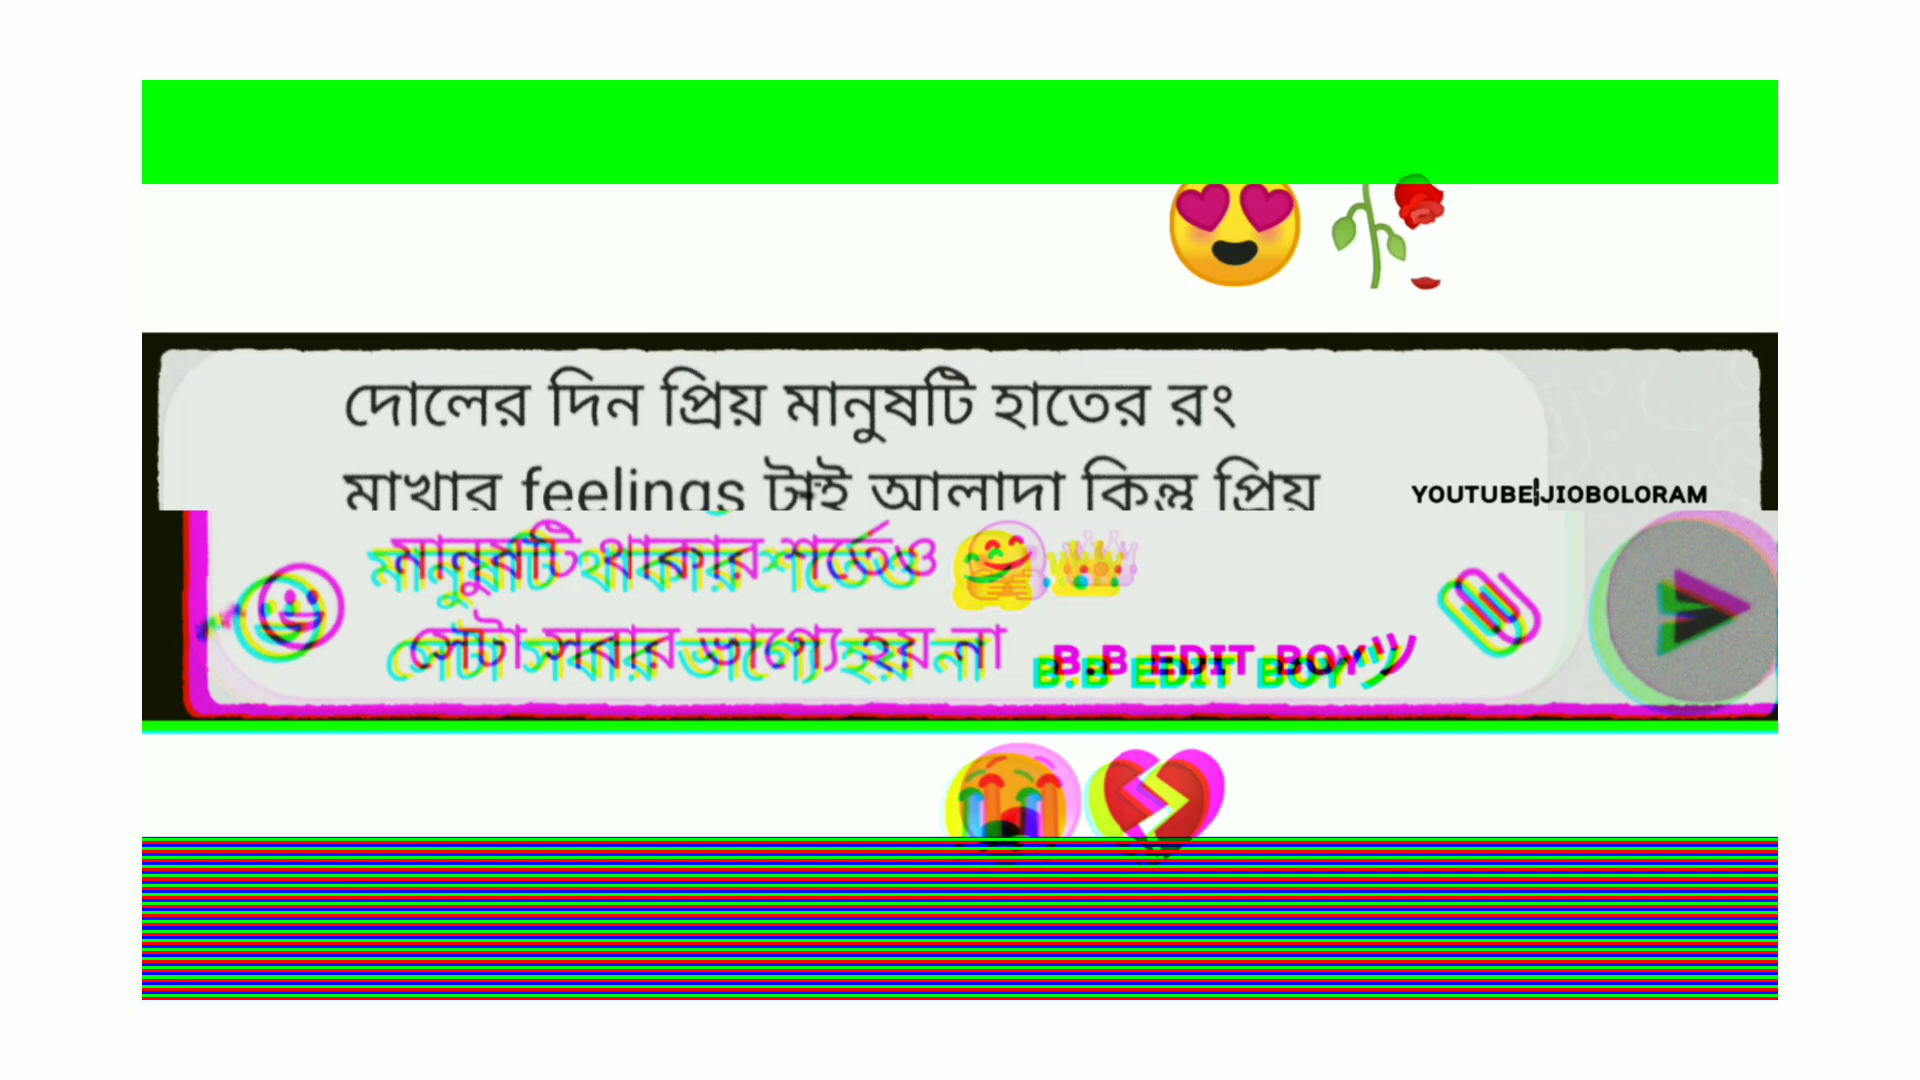 দোলের দিন প্রিয় মানুষটি হাতের রং
মাখার feelings টাই আলাদা কিন্তু প্রিয়
YOUTUBE|JIOBOLORAM
মানুষটি থাকার শর্তেও 🤗👑
সেটা সবার ভাগ্যে হয় না
B.B EDIT BOY